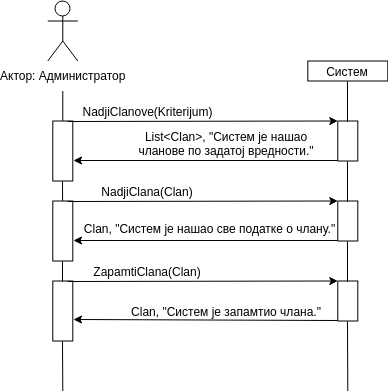 Актор: Администратор
Систем
NadjiClanove(Kriterijum)
List<Clan>, "Систем је нашао
чланове по задатој вредности."
NadjiClana(Clan)
Clan, "Систем је нашао све податке о члану."
ZapamtiClana(Clan)
Clan, "Систем је запамтио члана."